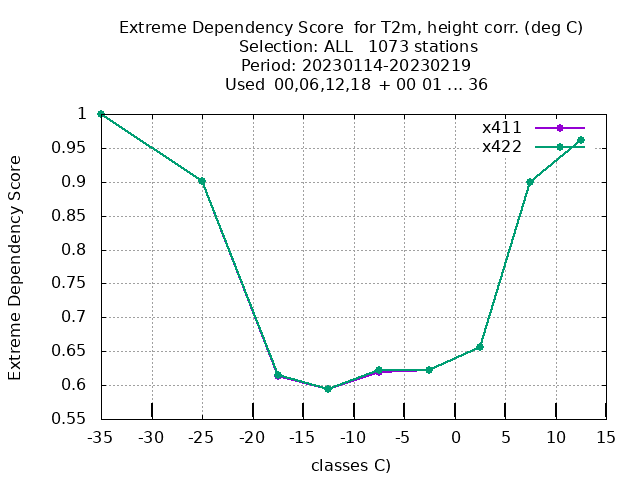 Extreme Dependency Score  for T2m, height corr. (deg C)
Selection: ALL   1073 stations
Period: 20230114-20230219
Used  00,06,12,18 + 00 01 ... 36
Extreme Dependency Score
1
0.95
0.9
0.85
0.8
0.75
0.7
0.65
0.6
0.55
x411
x422
-35 -30 -25 -20 -15 -10 -5 0 5 10 15
classes C)